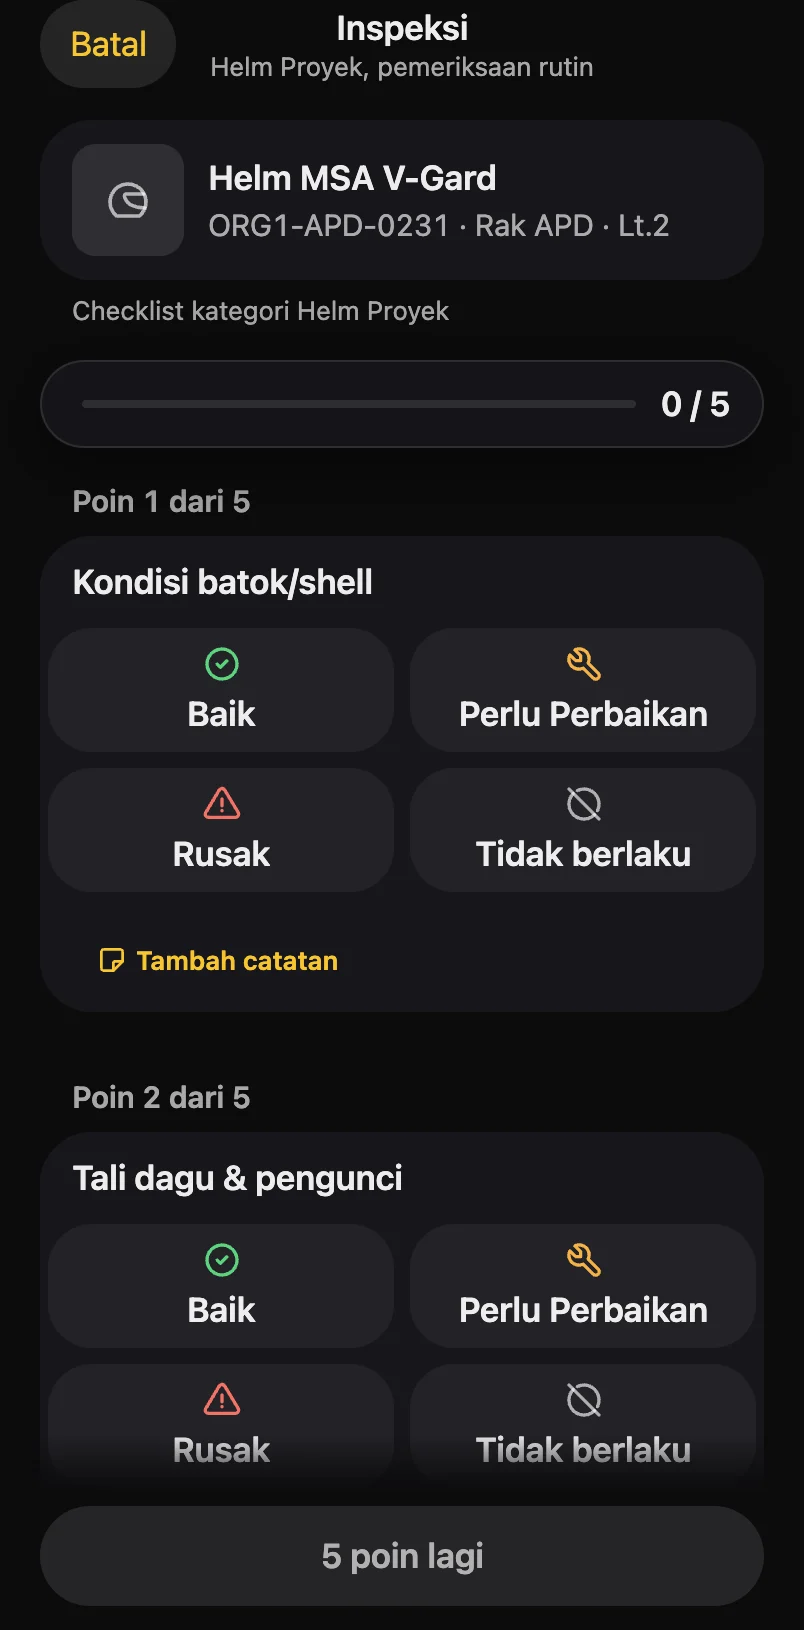 Batal
Inspeksi
Helm Proyek, pemeriksaan rutin
Helm MSA V-Gard
ORG1-APD-0231 · Rak APD · Lt.2
Checklist kategori Helm Proyek
0 / 5
Poin 1 dari 5
Kondisi batok/shell
Baik
Perlu Perbaikan
Rusak
Tidak berlaku
Tambah catatan
Poin 2 dari 5
Tali dagu & pengunci
Baik
Perlu Perbaikan
Rusak
Tidak berlaku
5 poin lagi